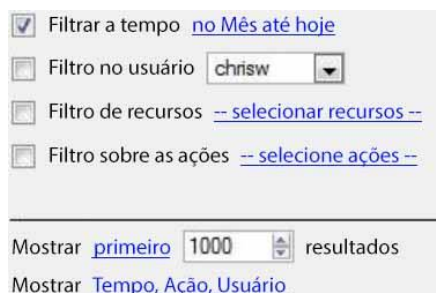 Filtrar a tempo no Mês até hoje
Filtro no usuário chrisw
Filtro de recursos -- selecionar recursos --
Filtro sobre as ações -- selecione ações --
Mostrar primeiro 1000 resultados
Mostrar Tempo, Ação, Usuário